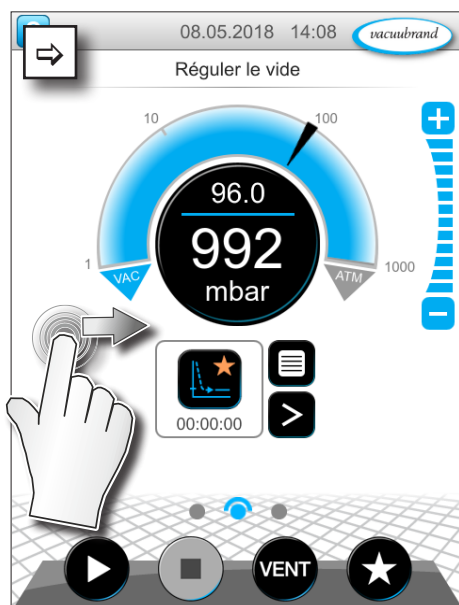 08.05.2018 14:08
vacuubrand
Réguler le vide
10
100
1
1000
VAC
ATM
96.0
992
mbar
00:00:00
VENT